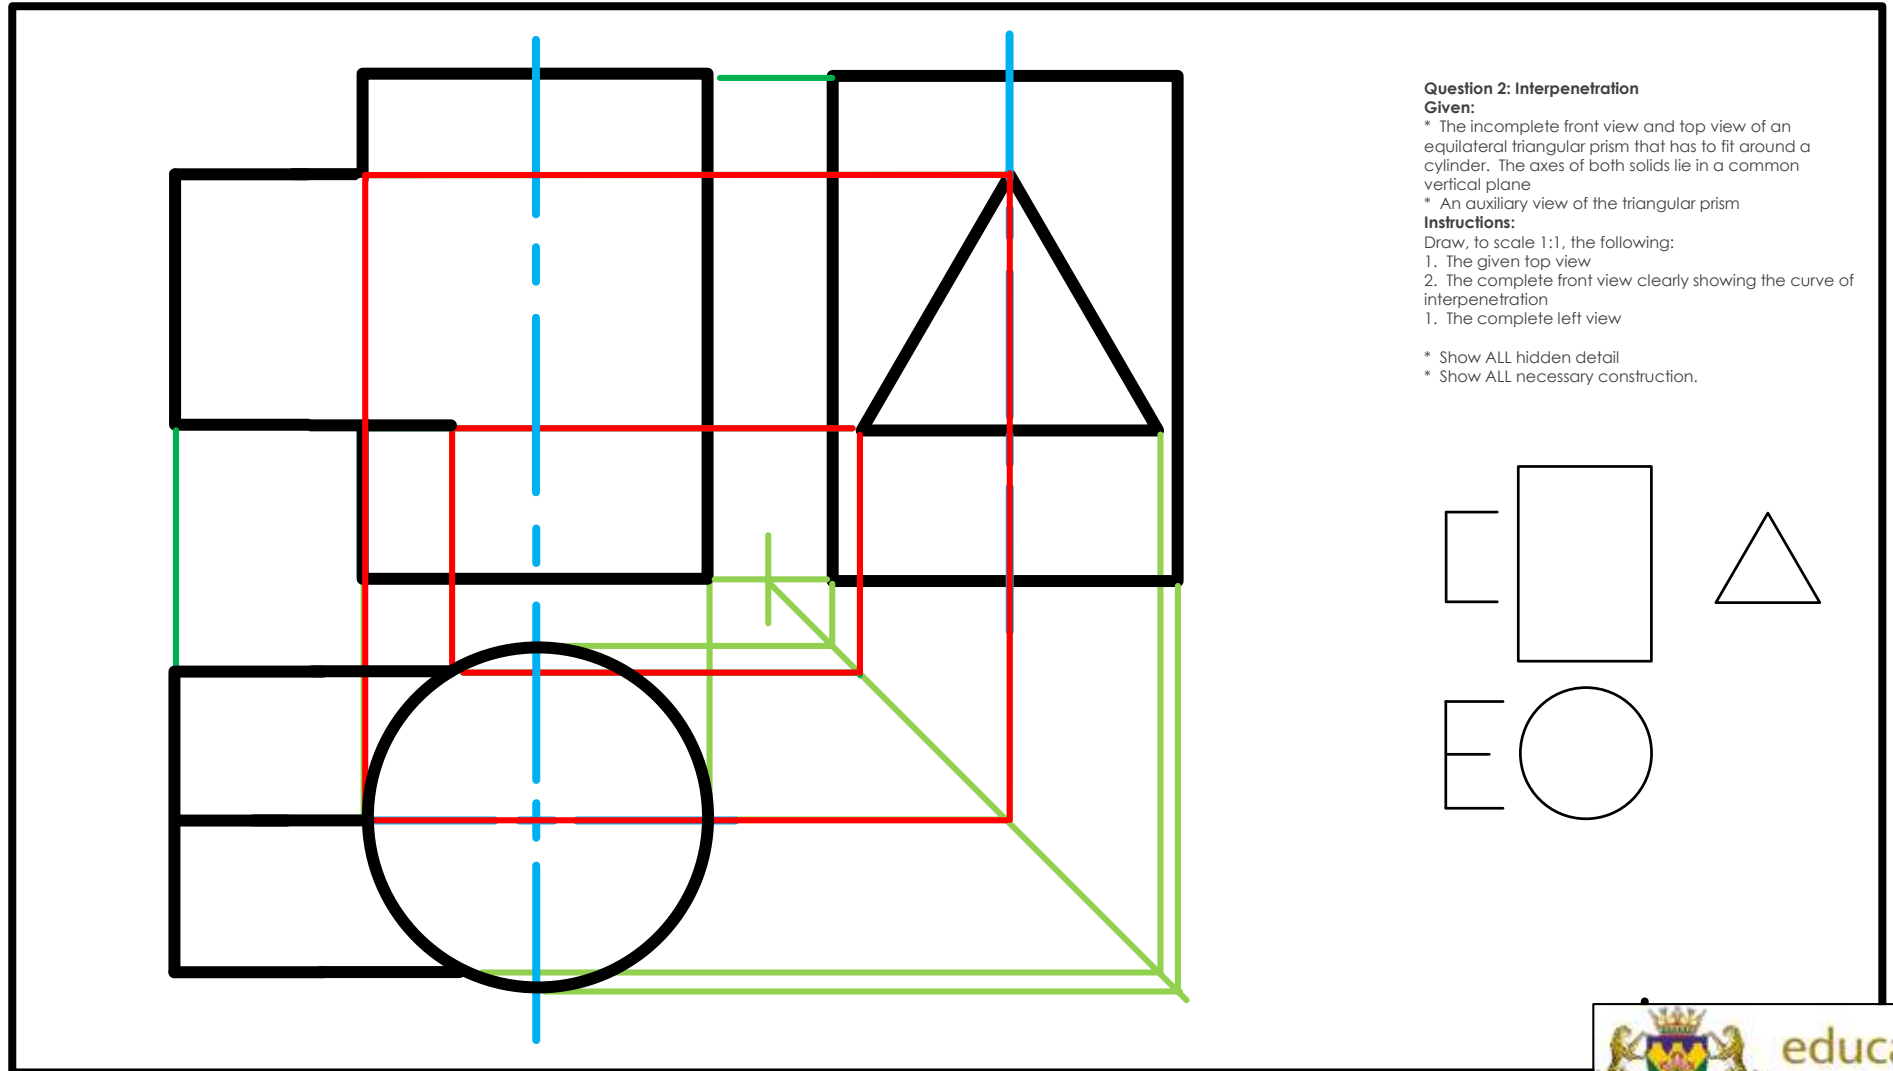 Question 2: Interpenetration
Given:
* The incomplete front view and top view of an
equilateral triangular prism that has to fit around a
cylinder. The axes of both solids lie in a common
vertical plane
* An auxiliary view of the triangular prism
Instructions:
Draw, to scale 1:1, the following:
1. The given top view
2. The complete front view clearly showing the curve of
interpenetration
1. The complete left view
* Show ALL hidden detail
* Show ALL necessary construction.